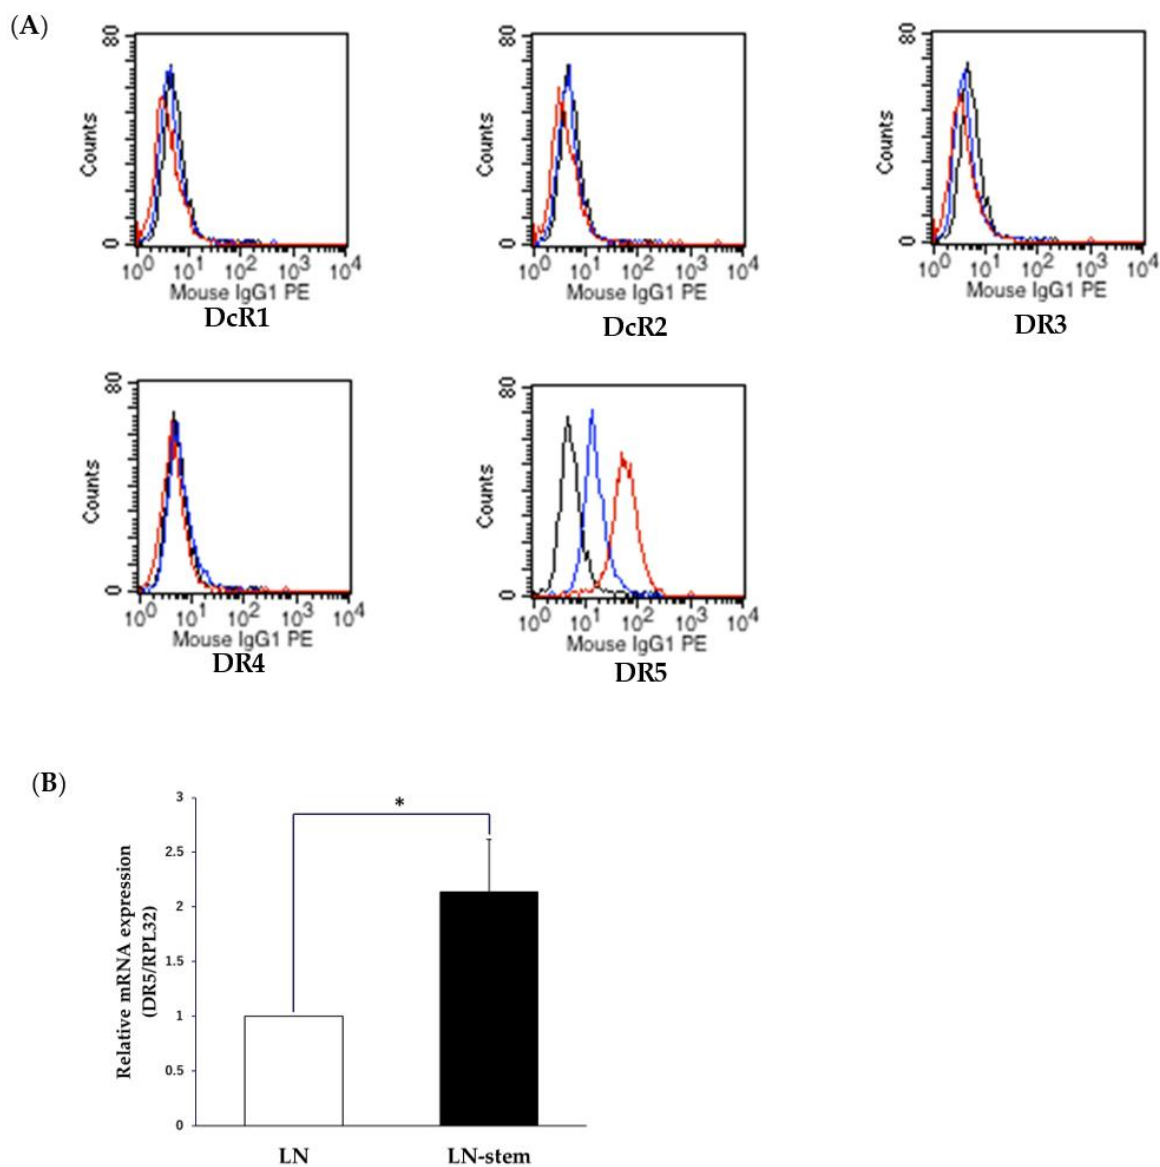 (A)
80
Counts
0
10^0 10^1 10^2 10^3 10^4
Mouse IgG1 PE
DcR1
80
Counts
0
10^0 10^1 10^2 10^3 10^4
Mouse IgG1 PE
DcR2
80
Counts
0
10^0 10^1 10^2 10^3 10^4
Mouse IgG1 PE
DR3
80
Counts
0
10^0 10^1 10^2 10^3 10^4
Mouse IgG1 PE
DR4
80
Counts
0
10^0 10^1 10^2 10^3 10^4
Mouse IgG1 PE
DR5
(B)
Relative mRNA expression
(DR5/RPL32)
3
2.5
2
1.5
1
0.5
0
*
LN LN-stem